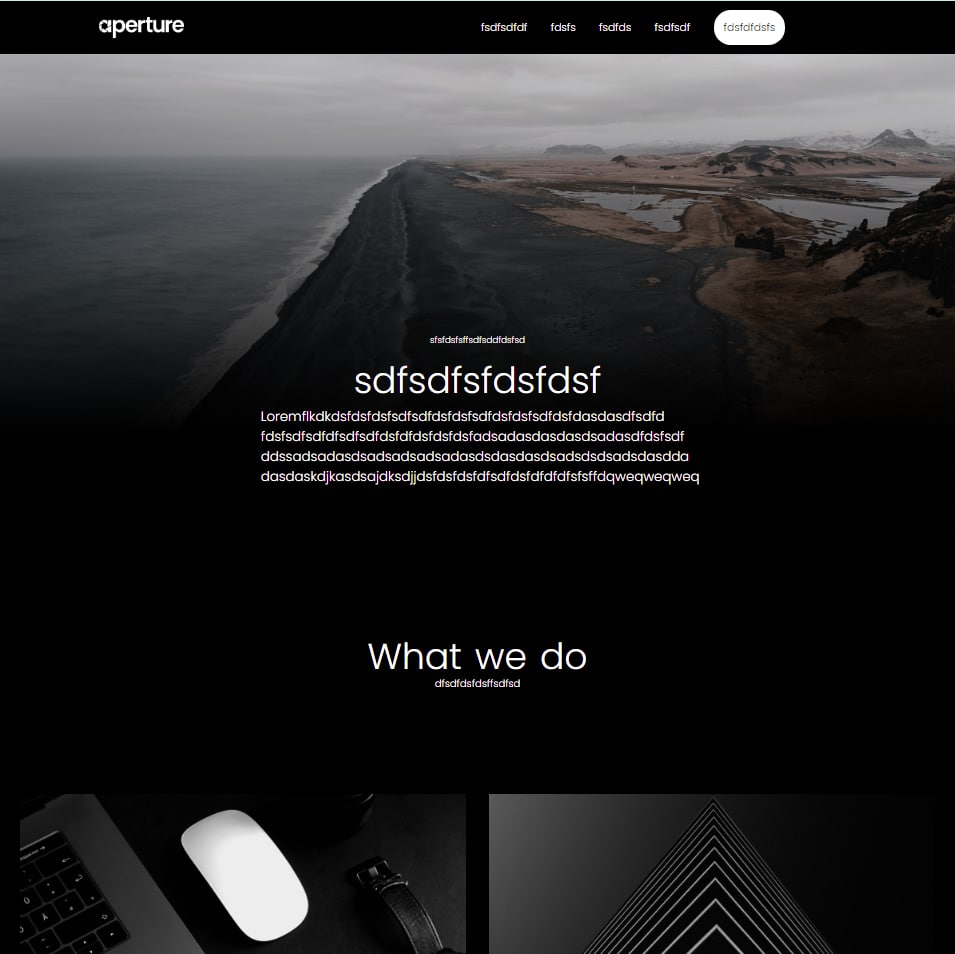 aperture
fsdfsdfdf fdsfs fsdfds fsdfsdf fdsfdfdsfs
sfsfdsfsffsdfsddfdsfsd
sdfsdfsfdsfdsf
Loremflkdkdsfdsfdsfsdfsdfdsfdsfsdfdsfdsfsdfdsfdasdasdfsdfd
fdsfsdfsdfdfsdfsdfdsfdfdsfdsfdsfadsadasdasdasdsadasdfdsfsdf
ddssadsadasdsadsadsadsadasdsdasdasdsadsdsdsadsdasdda
dasdaskdjkasdsajdksdjjdsfdsfdsfdfsdfdsfdfdfdfsfsffdqweqweqweq
What we do
dfsdfdsfdsffsdfsd